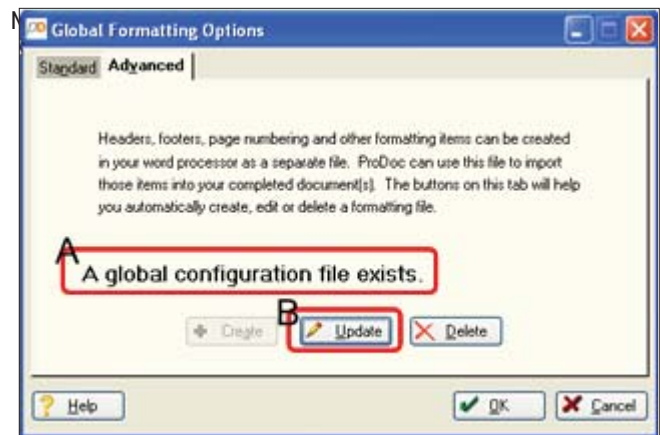 N
Global Formatting Options
Standard Advanced
Headers, footers, page numbering and other formatting items can be created
in your word processor as a separate file. ProDoc can use this file to import
those items into your completed document(s). The buttons on this tab will help
you automatically create, edit or delete a formatting file.
A
A global configuration file exists.
B
Create Update Delete
Help OK Cancel